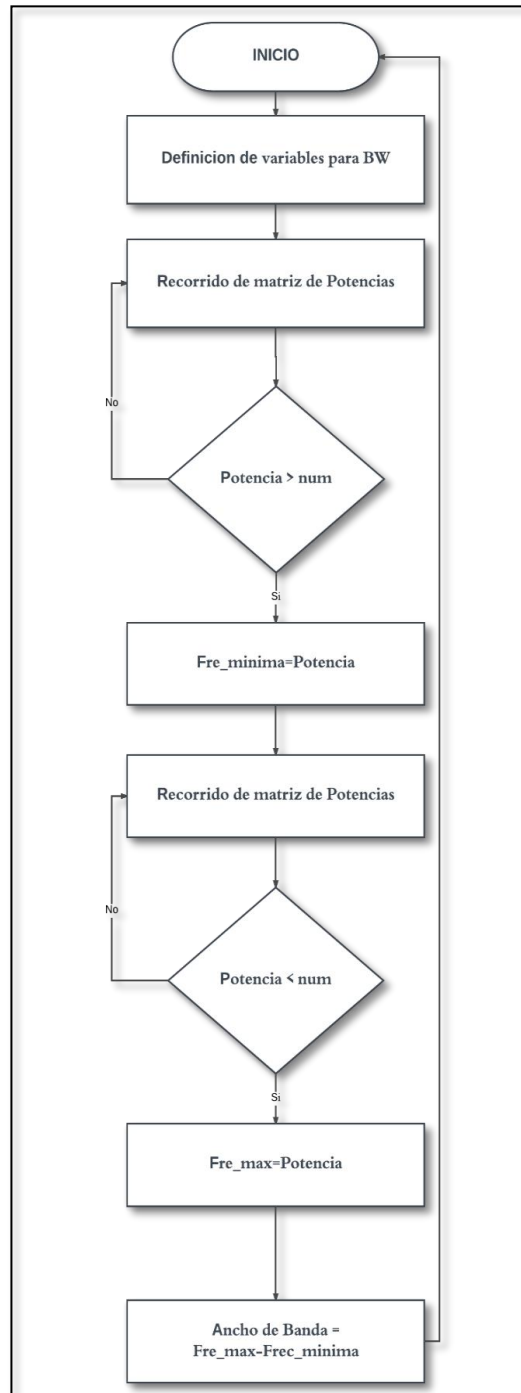 INICIO
Definicion de variables para BW
Recorrido de matriz de Potencias
No
Potencia > num
Si
Fre_minima=Potencia
Recorrido de matriz de Potencias
No
Potencia < num
Si
Fre_max=Potencia
Ancho de Banda =
Fre_max-Frec_minima